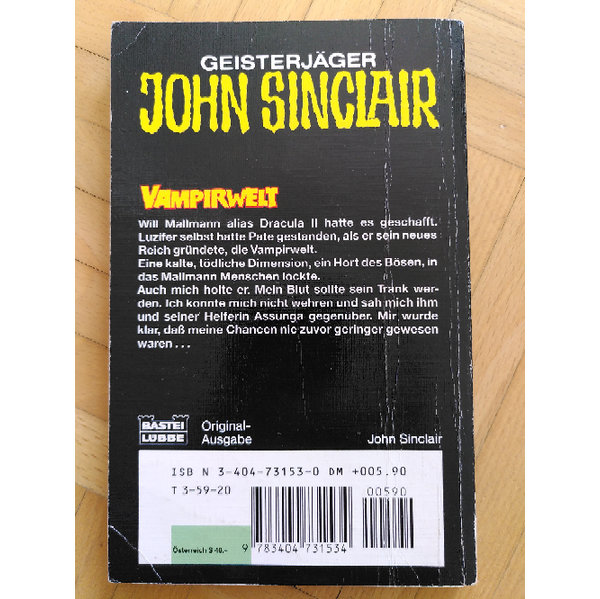 GEISTERJÄGER
JOHN SINCLAIR
VAMPIRWELT
Will Mallmann alias Dracula II hatte es geschafft.
Luzifer selbst hatte Pate gestanden, als er sein neues
Reich gründete, die Vampirwelt.
Eine kalte, tödliche Dimension, ein Hort des Bösen, in
das Mallmann Menschen lockte.
Auch mich holte er. Mein Blut sollte sein Trank wer-
den. Ich konnte mich nicht wehren und sah mich ihm
und seiner Helferin Assunga gegenüber. Mir wurde
klar, daß meine Chancen nie zuvor geringer gewesen
waren . . .
BASTEI
LÜBBE
Original-
Ausgabe
John Sinclair
ISB N 3-404-73153-0 DM +005.90
T 3-59-20
00590
Österreich S 46.-
9 783404 731534